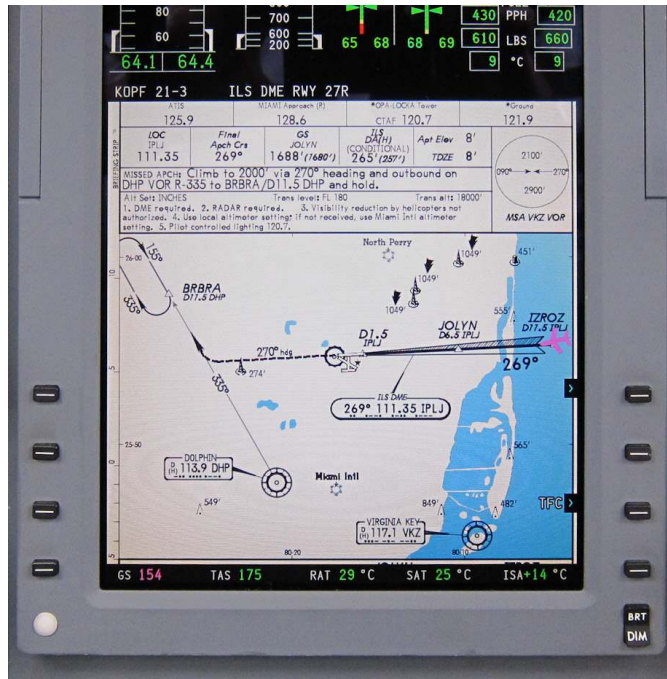 80
60
64.1 64.4
700
600
200
65 68
68 69
430 PPH 420
610 LBS 660
9 °C 9
KOPF 21-3 ILS DME RWY 27R
ATIS MIAMI Approach (R) *OPA-LOCKA Tower *Ground
125.9 128.6 CTAF 120.7 121.9
BRIEFING STRIP
LOC Final GS ILS Apt Elev 8'
IPLJ Apch Crs JOLYN DA(H)
(CONDITIONAL)
111.35 269° 1688'(1680') 265'(257') TDZE 8'
MISSED APCH: Climb to 2000' via 270° heading and outbound on
DHP VOR R-335 to BRBRA/D11.5 DHP and hold.
Alt Set: INCHES Trans level: FL 180 Trans alt: 18000'
1. DME required. 2. RADAR required. 3. Visibility reduction by helicopters not
authorized. 4. Use local altimeter setting; if not received, use Miami Intl altimeter
setting. 5. Pilot controlled lighting 120.7.
2100'
090° 270°
2900'
MSA VKZ VOR
26-00
155°
335°
BRBRA
D11.5 DHP
North Perry
1049'
1049'
1049'
451'
555'
IZROZ
D11.5 IPLJ
JOLYN
D6.5 IPLJ
D1.5
IPLJ
270° hdg
274'
335°
269°
ILS DME
269° 111.35 IPLJ
25-50
DOLPHIN
D
(H) 113.9 DHP
Miami Intl
549'
849'
482'
565'
TFC
VIRGINIA KEY
D
(H) 117.1 VKZ
80-20
80-10
JOLYN
IZROZ
GS 154 TAS 175 RAT 29 °C SAT 25 °C ISA+14 °C
BRT
DIM